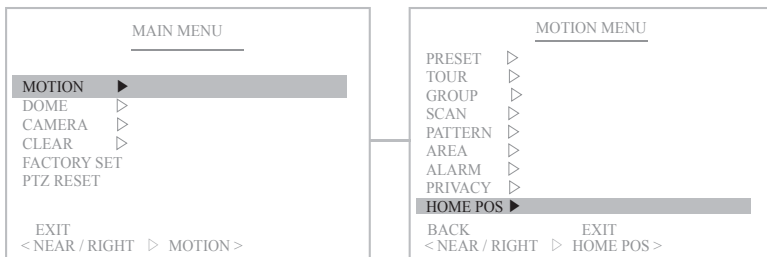 MAIN MENU
MOTION ▶
DOME ▷
CAMERA ▷
CLEAR ▷
FACTORY SET
PTZ RESET
EXIT
< NEAR / RIGHT ▷ MOTION >
MOTION MENU
PRESET ▷
TOUR ▷
GROUP ▷
SCAN ▷
PATTERN ▷
AREA ▷
ALARM ▷
PRIVACY ▷
HOME POS ▶
BACK EXIT
< NEAR / RIGHT ▷ HOME POS >